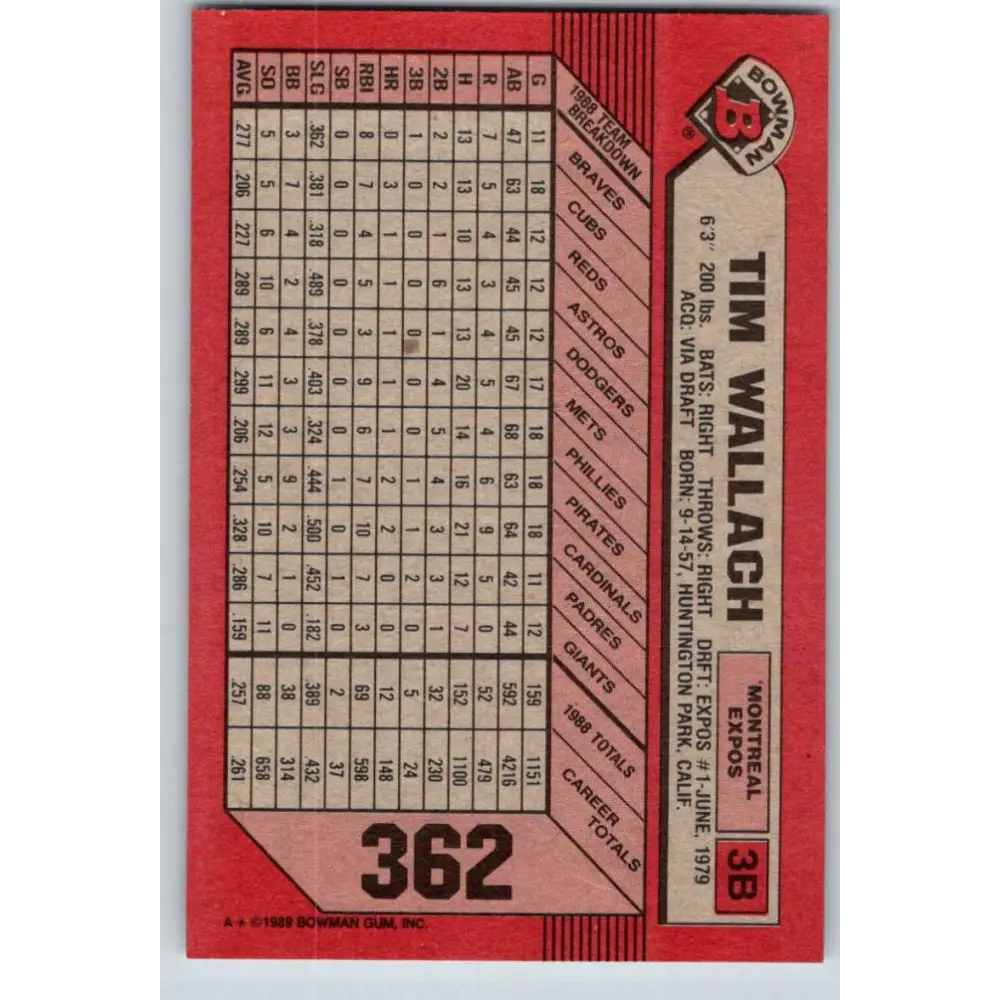 BOWMAN
B
®
TIM WALLACH
MONTREAL
EXPOS
3B
6'3" 200 lbs. BATS: RIGHT THROWS: RIGHT DRFT: EXPOS #1-JUNE, 1979
ACQ: VIA DRAFT BORN: 9-14-57, HUNTINGTON PARK, CALIF.
1988 TEAM
BREAKDOWN
BRAVES
CUBS
REDS
ASTROS
DODGERS
METS
PHILLIES
PIRATES
CARDINALS
PADRES
GIANTS
1988 TOTALS
CAREER
TOTALS
G 11 18 12 12 12 17 18 18 18 11 12 159 1151
AB 47 63 44 45 45 67 68 63 64 42 44 592 4216
R 7 5 4 3 4 5 4 6 9 5 0 52 479
H 13 13 10 13 13 20 14 16 21 12 7 152 1100
2B 2 2 1 6 1 4 5 4 3 3 1 32 230
3B 1 0 0 0 0 0 0 1 1 2 0 5 24
HR 0 3 1 1 1 1 1 2 2 0 0 12 148
RBI 8 7 4 5 3 9 6 7 10 7 3 69 598
SB 0 0 0 0 0 0 0 1 0 1 0 2 37
SLG .362 .381 .318 .489 .378 .403 .324 .444 .500 .452 .182 .389 .432
BB 3 7 4 2 4 3 3 9 2 1 0 38 314
SO 5 5 6 10 6 11 12 5 10 7 11 88 658
AVG .277 .206 .227 .289 .289 .299 .206 .254 .328 .286 .159 .257 .261
362
A * ©1989 BOWMAN GUM, INC.